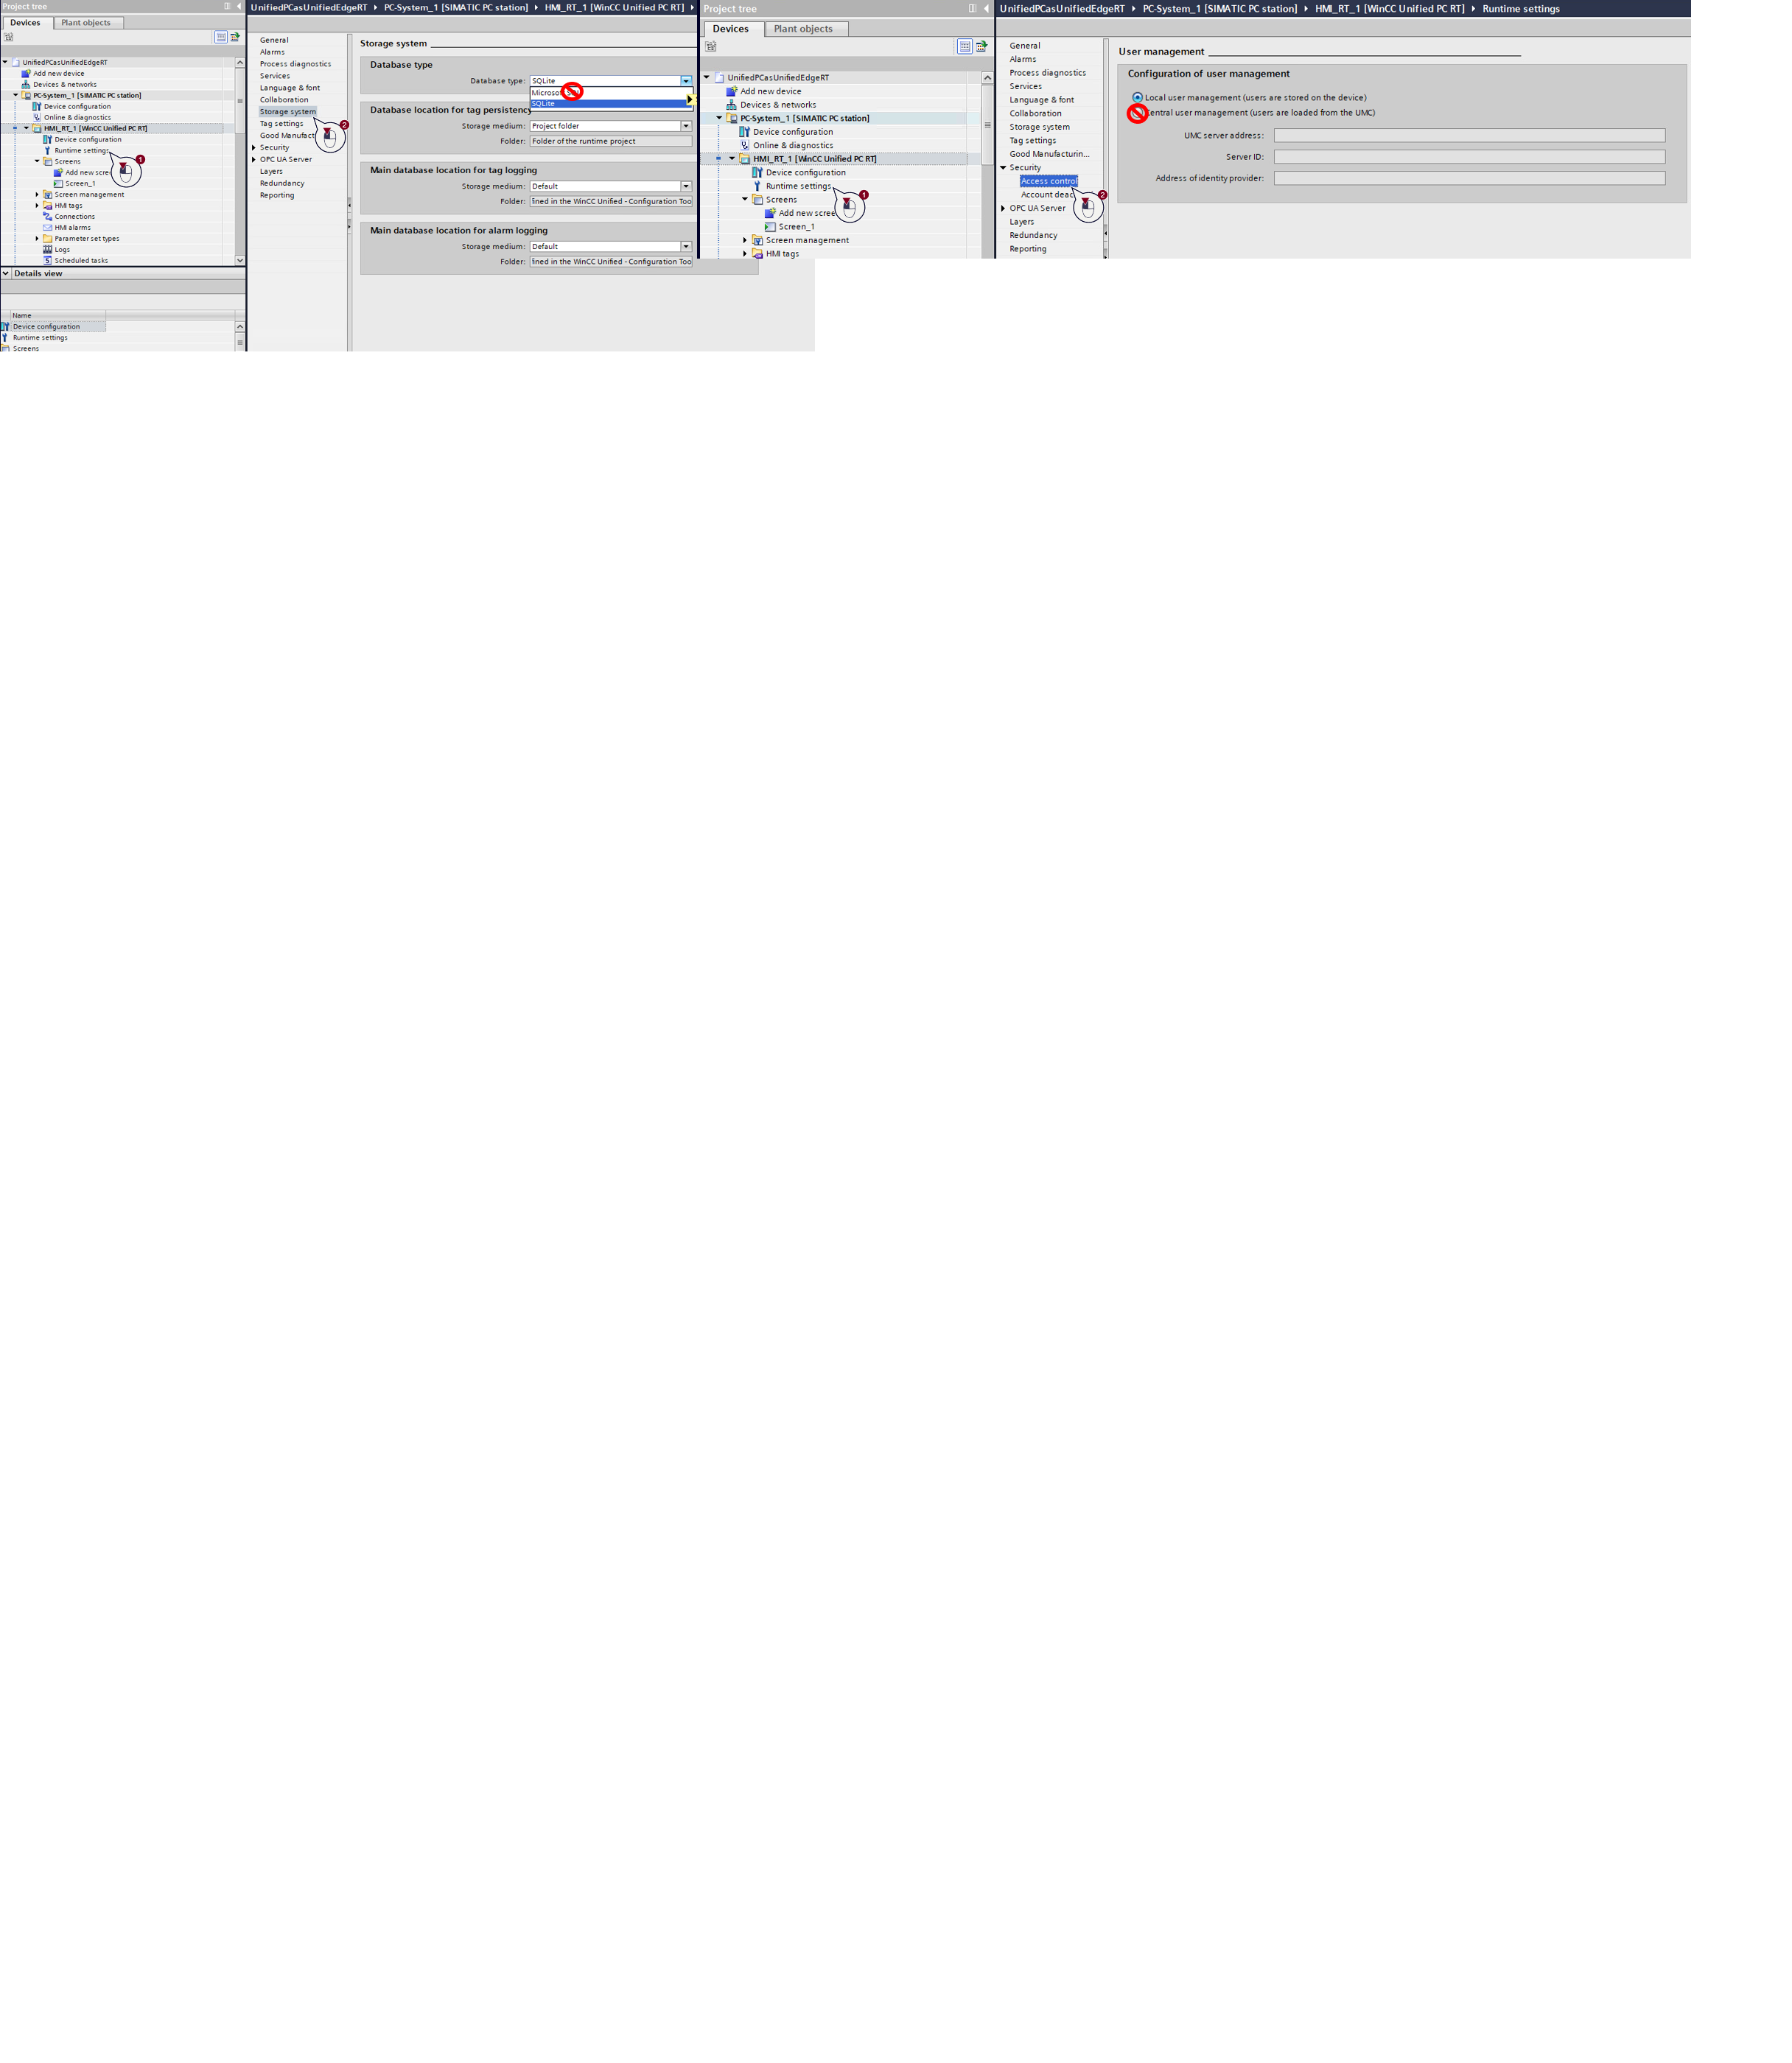 Project tree
Devices
Plant objects
UnifiedPCasUnifiedEdgeRT
Add new device
Devices & networks
PC-System_1 [SIMATIC PC station]
Device configuration
Online & diagnostics
HMI_RT_1 [WinCC Unified PC RT]
Device configuration
Runtime settings
1
Screens
Add new
Screen_1
Screen management
HMI tags
Connections
HMI alarms
Parameter set types
Logs
Scheduled tasks
Details view
Name
Device configuration
Runtime settings
Screens
UnifiedPCasUnifiedEdgeRT PC-System_1 [SIMATIC PC station] HMI_RT_1 [WinCC Unified PC RT]
General
Alarms
Process diagnostics
Services
Language & font
Collaboration
Storage system
2
Tag settings
Good
Security
OPC UA Server
Layers
Redundancy
Reporting
Storage system
Database type
Database type: SQLite
SQLite
Database location for tag persistency
Storage medium: Project folder
Folder: Folder of the runtime project
Main database location for tag logging
Storage medium: Default
Folder: lined in the WinCC Unified - Configuration Too
Main database location for alarm logging
Storage medium: Default
Folder: lined in the WinCC Unified - Configuration Too
Project tree
Devices
Plant objects
UnifiedPCasUnifiedEdgeRT
Add new device
Devices & networks
PC-System_1 [SIMATIC PC station]
Device configuration
Online & diagnostics
HMI_RT_1 [WinCC Unified PC RT]
Device configuration
Runtime settings
1
Screens
Add new
Screen_1
Screen management
HMI tags
UnifiedPCasUnifiedEdgeRT PC-System_1 [SIMATIC PC station] HMI_RT_1 [WinCC Unified PC RT] Runtime settings
General
Alarms
Process diagnostics
Services
Language & font
Collaboration
Storage system
Tag settings
Good Manufacturin...
Security
Access control
2
Account
OPC UA Server
Layers
Redundancy
Reporting
User management
Configuration of user management
Local user management (users are stored on the device)
user management (users are loaded from the UMC)
UMC server address:
Server ID:
Address of identity provider: